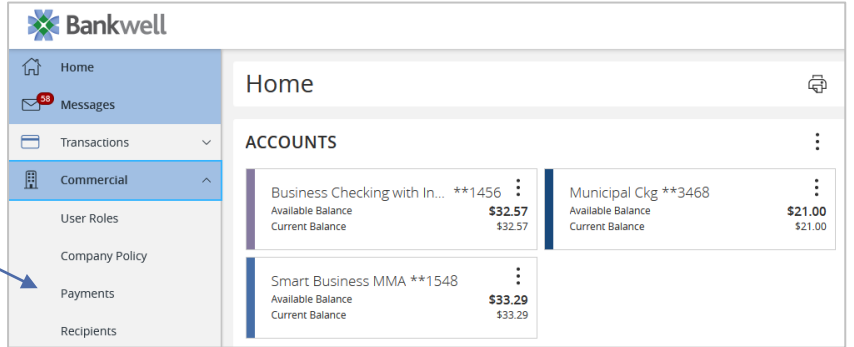 Bankwell
Home
58
Messages
Transactions
Commercial
User Roles
Company Policy
Payments
Recipients
Home
ACCOUNTS
Business Checking with In... **1456
Available Balance $32.57
Current Balance $32.57
Municipal Ckg **3468
Available Balance $21.00
Current Balance $21.00
Smart Business MMA **1548
Available Balance $33.29
Current Balance $33.29